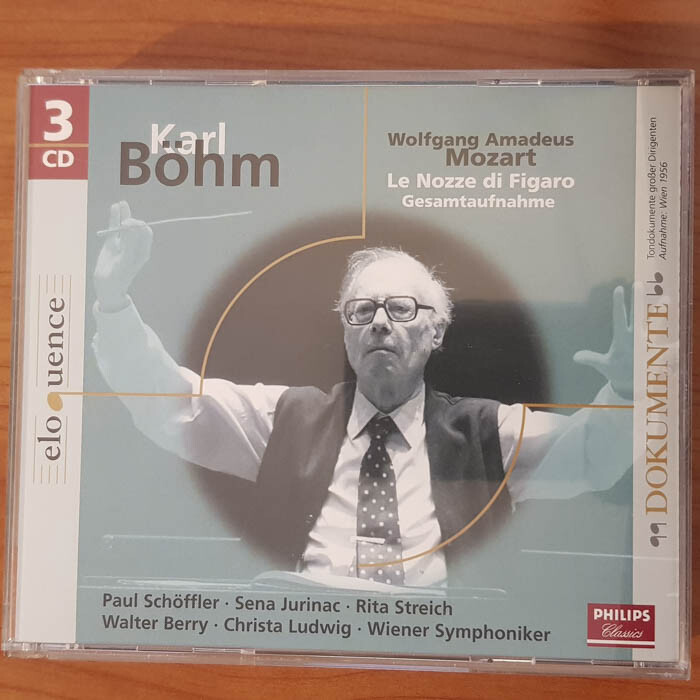 3
CD
Karl
Böhm
Wolfgang Amadeus
Mozart
Le Nozze di Figaro
Gesamtaufnahme
eloquence
Tondokumente großer Dirigenten
Aufnahme: Wien 1956
DOKUMENTE
Paul Schöffler · Sena Jurinac · Rita Streich
Walter Berry · Christa Ludwig · Wiener Symphoniker
PHILIPS
Classics